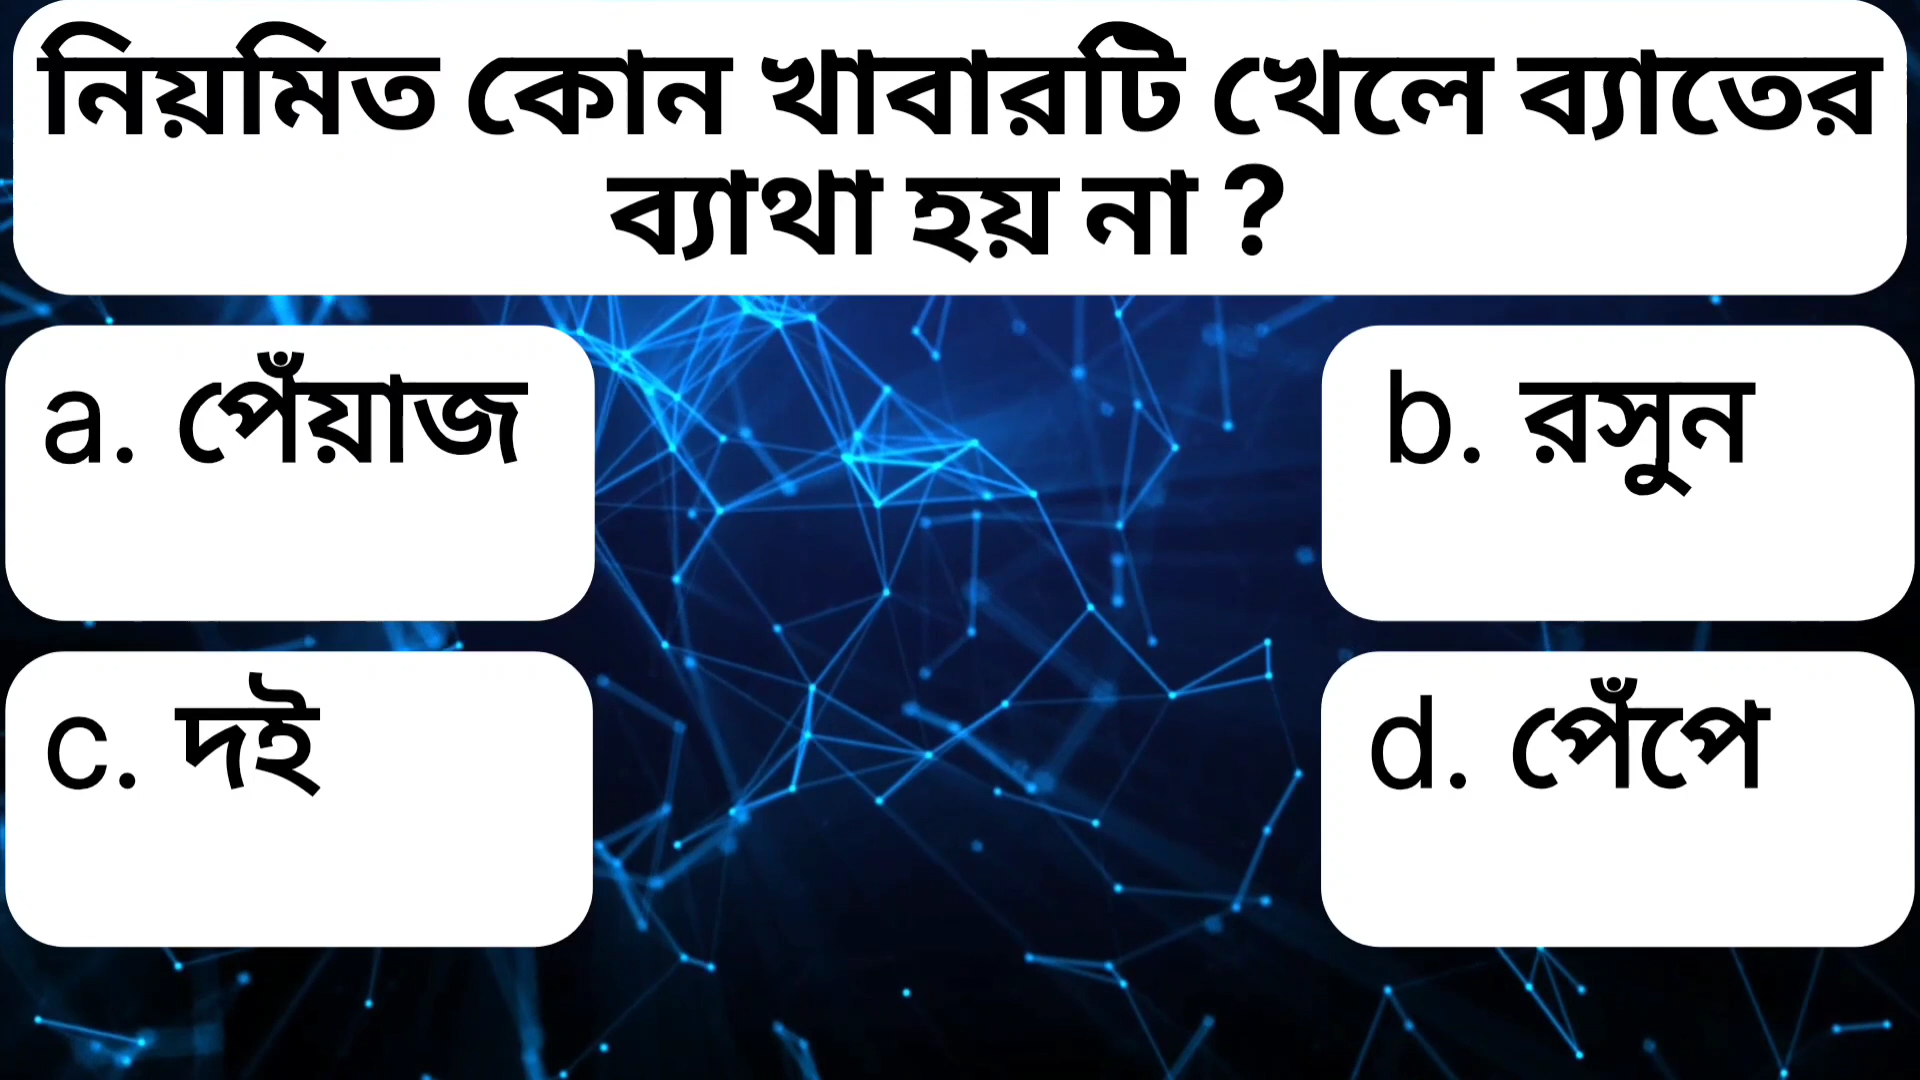 নিয়মিত কোন খাবারটি খেলে ব্যাতের
ব্যাথা হয় না ?
a. পেঁয়াজ
b. রসুন
c. দই
d. পেঁপে